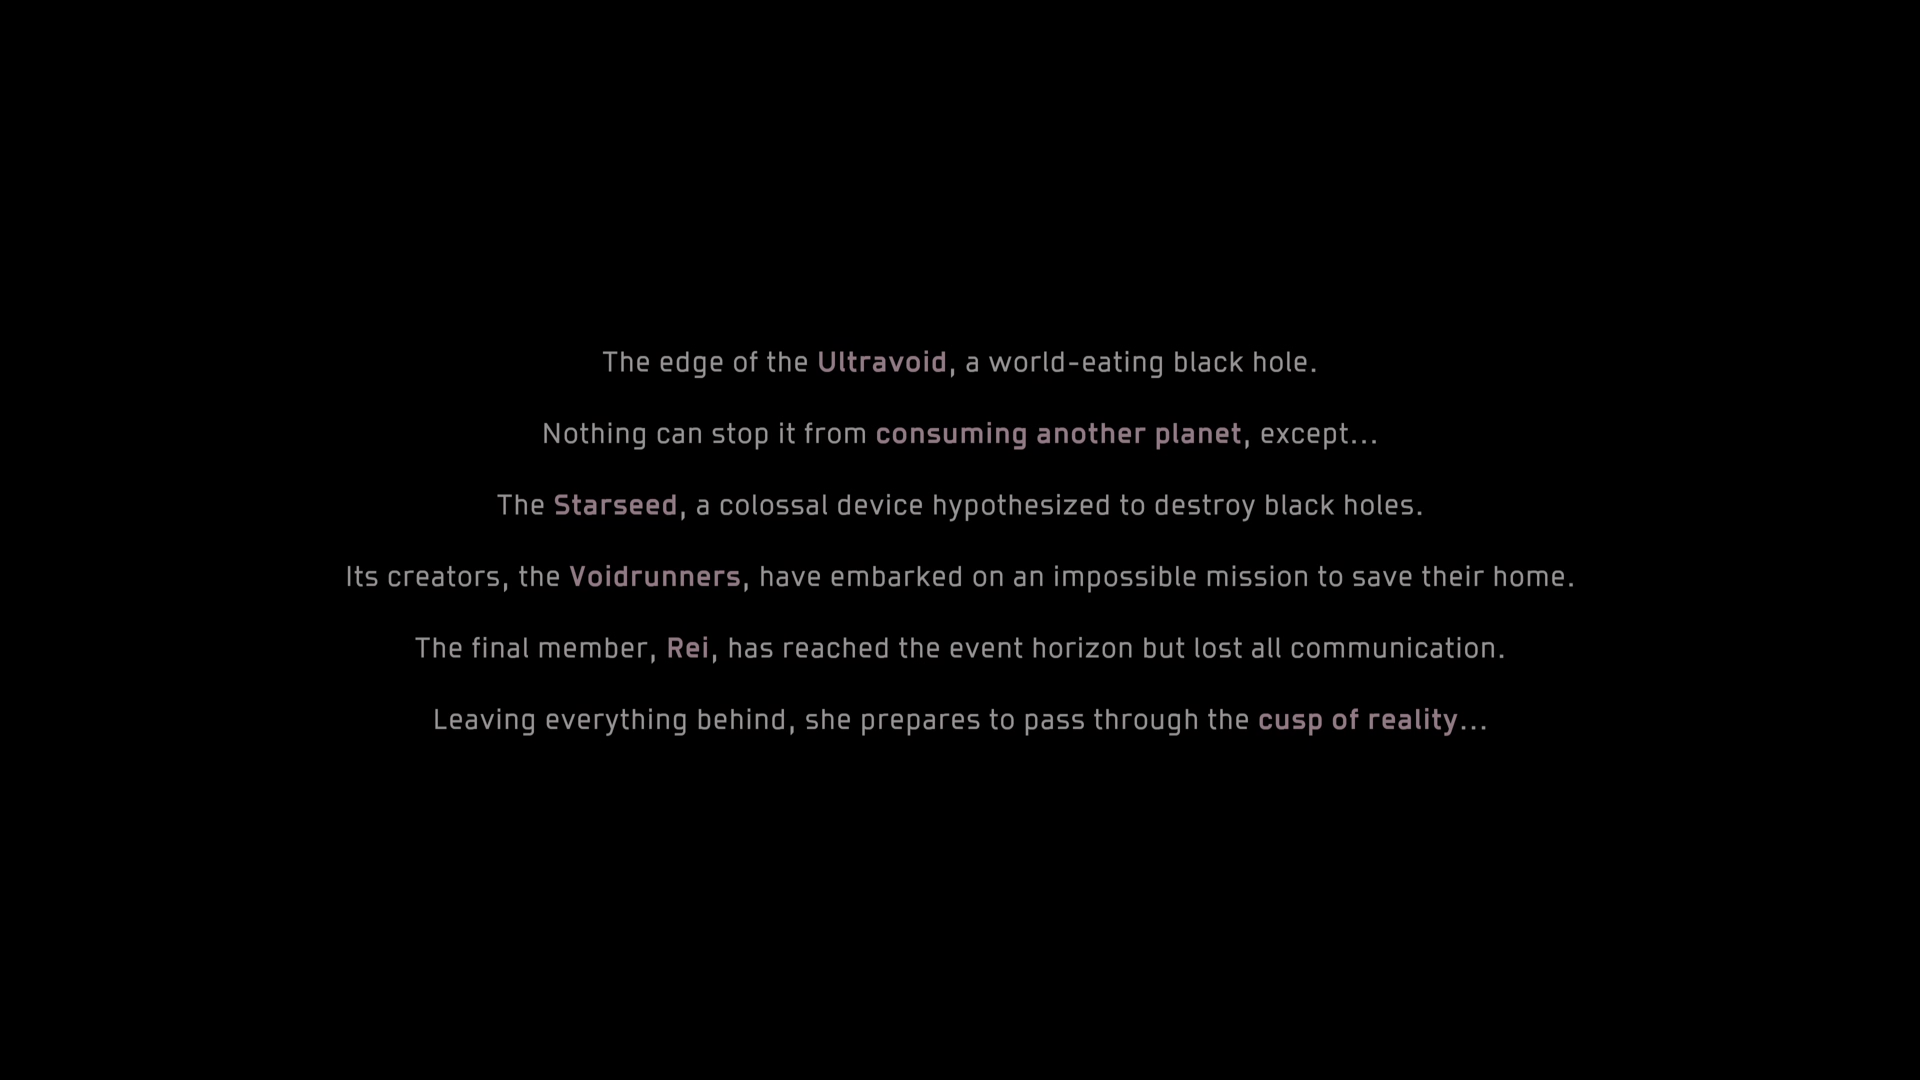 The edge of the Ultravoid, a world-eating black hole.
Nothing can stop it from consuming another planet, except...
The Starseed, a colossal device hypothesized to destroy black holes.
Its creators, the Voidrunners, have embarked on an impossible mission to save their home.
The final member, Rei, has reached the event horizon but lost all communication.
Leaving everything behind, she prepares to pass through the cusp of reality...